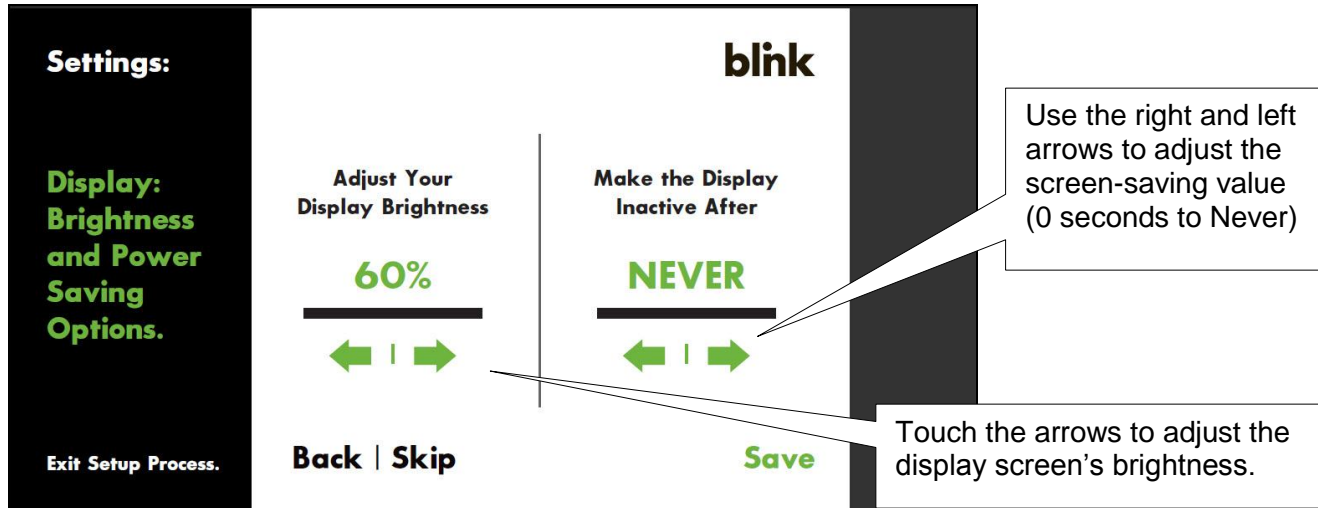 Settings:
blink
Display:
Brightness
and Power
Saving
Options.
Adjust Your
Display Brightness
60%
Make the Display
Inactive After
NEVER
Use the right and left
arrows to adjust the
screen-saving value
(0 seconds to Never)
Touch the arrows to adjust the
display screen's brightness.
Exit Setup Process.
Back | Skip
Save